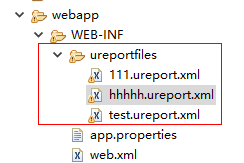 webapp
WEB-INF
ureportfiles
111.ureport.xml
hhhhh.ureport.xml
test.ureport.xml
app.properties
web.xml